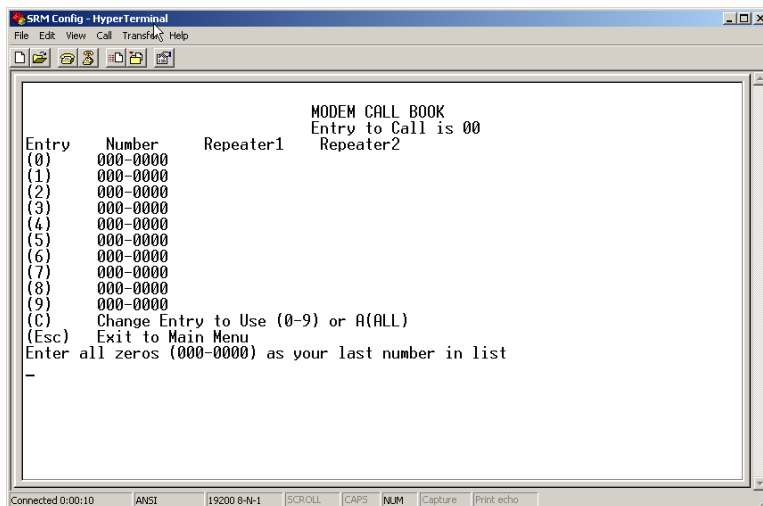 SRM Config - HyperTerminal
File Edit View Call Transfer Help
MODEM CALL BOOK
Entry to Call is 00
Entry Number Repeater1 Repeater2
(0) 000-0000
(1) 000-0000
(2) 000-0000
(3) 000-0000
(4) 000-0000
(5) 000-0000
(6) 000-0000
(7) 000-0000
(8) 000-0000
(9) 000-0000
(C) Change Entry to Use (0-9) or A(ALL)
(Esc) Exit to Main Menu
Enter all zeros (000-0000) as your last number in list
_
Connected 0:00:10 ANSI 19200 8-N-1 SCROLL CAPS NUM Capture Print echo